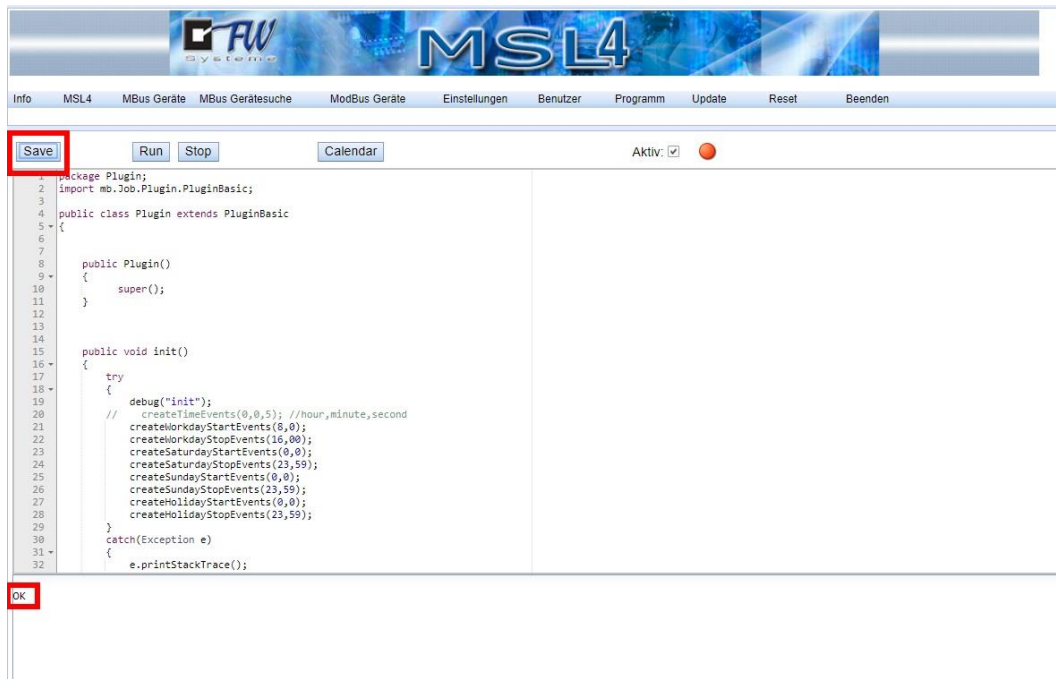 FW
Systeme
MSL4
Info MSL4 MBus Geräte MBus Gerätesuche ModBus Geräte Einstellungen Benutzer Programm Update Reset Beenden
Save Run Stop Calendar Aktiv:
1 package Plugin;
2 import mb.Job.Plugin.PluginBasic;
3
4 public class Plugin extends PluginBasic
5 {
6
7
8 public Plugin()
9 {
10 super();
11 }
12
13
14
15 public void init()
16 {
17 try
18 {
19 debug("init");
20 // createTimeEvents(0,0,5); //hour,minute,second
21 createWorkdayStartEvents(8,0);
22 createWorkdayStopEvents(16,00);
23 createSaturdayStartEvents(0,0);
24 createSaturdayStopEvents(23,59);
25 createSundayStartEvents(0,0);
26 createSundayStopEvents(23,59);
27 createHolidayStartEvents(0,0);
28 createHolidayStopEvents(23,59);
29 }
30 catch(Exception e)
31 {
32 e.printStackTrace();
OK